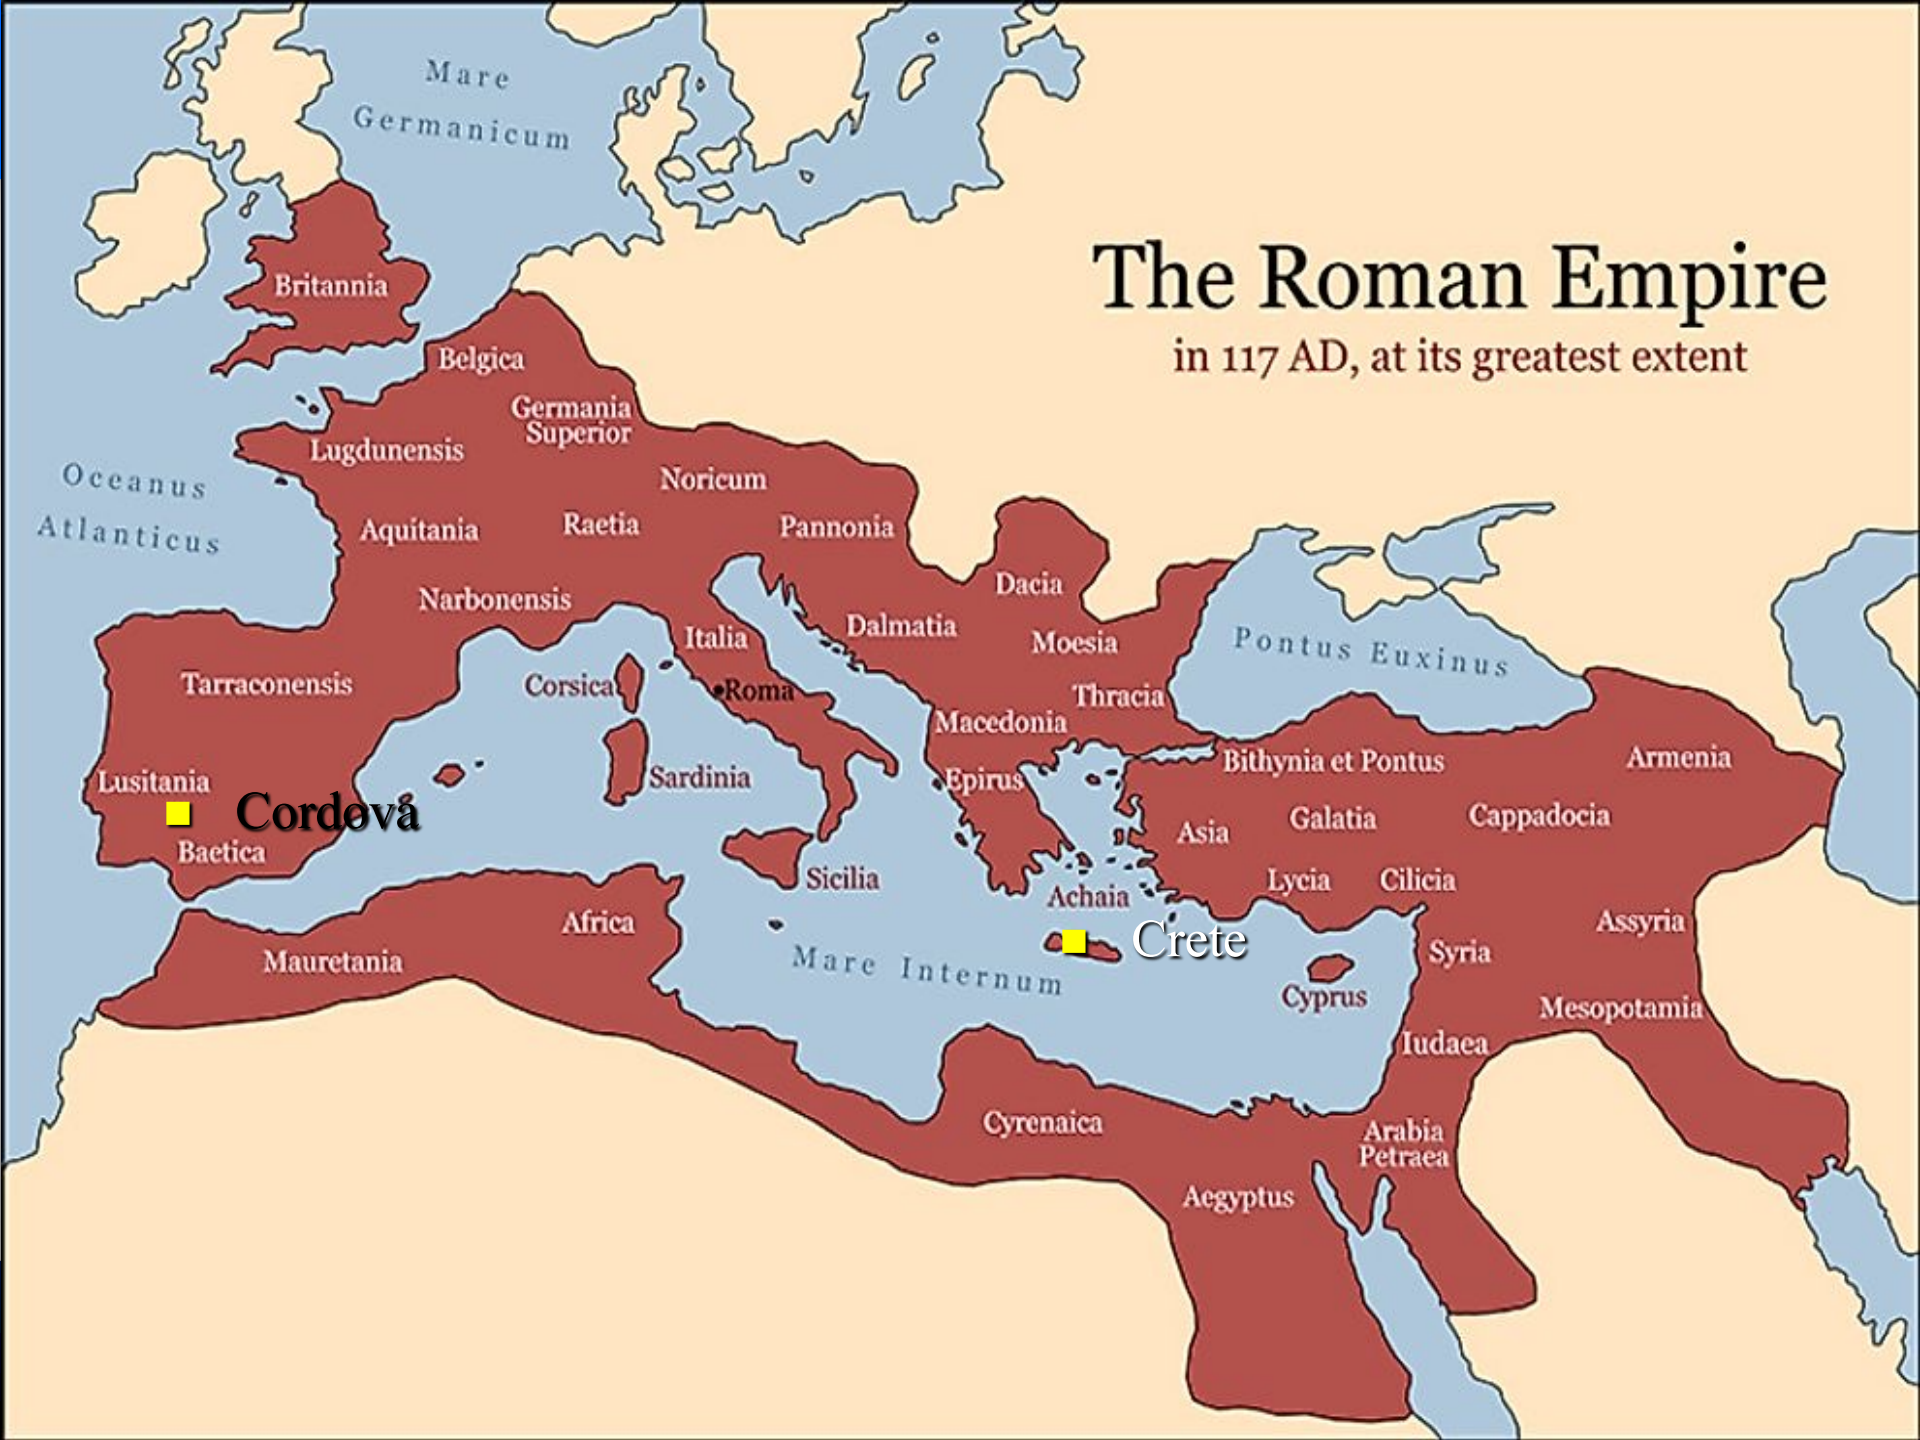 Mare
Germanicum
The Roman Empire
in 117 AD, at its greatest extent
Britannia
Belgica
Germania
Superior
Lugdunensis
Noricum
Oceanus
Atlanticus
Aquitania
Raetia
Pannonia
Dacia
Narbonensis
Dalmatia
Italia
Moesia
Pontus Euxinus
Tarraconensis
Corsica
Roma
Thracia
Macedonia
Bithynia et Pontus
Armenia
Lusitania
Sardinia
Epirus
Cordova
Asia
Galatia
Cappadocia
Baetica
Sicilia
Achaia
Lycia
Cilicia
Africa
Assyria
Crete
Syria
Mauretania
Mare Internum
Cyprus
Mesopotamia
Iudaea
Cyrenaica
Arabia
Petraea
Aegyptus